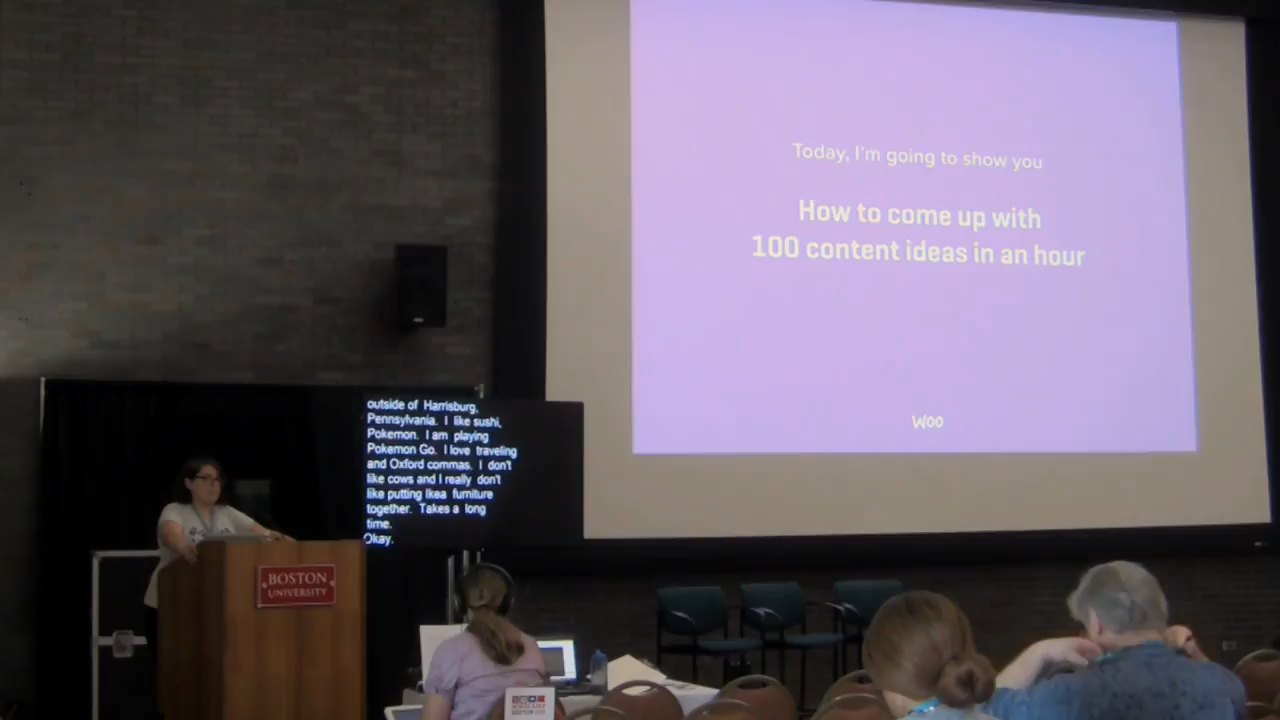 Today, I'm going to show you
How to come up with
100 content ideas in an hour
WOO
outside of Harrisburg,
Pennsylvania. I like sushi,
Pokemon. I am playing
Pokemon Go. I love traveling
and Oxford commas. I don't
like cows and I really don't
like putting Ikea furniture
together. Takes a long
time.
Okay.
BOSTON
UNIVERSITY